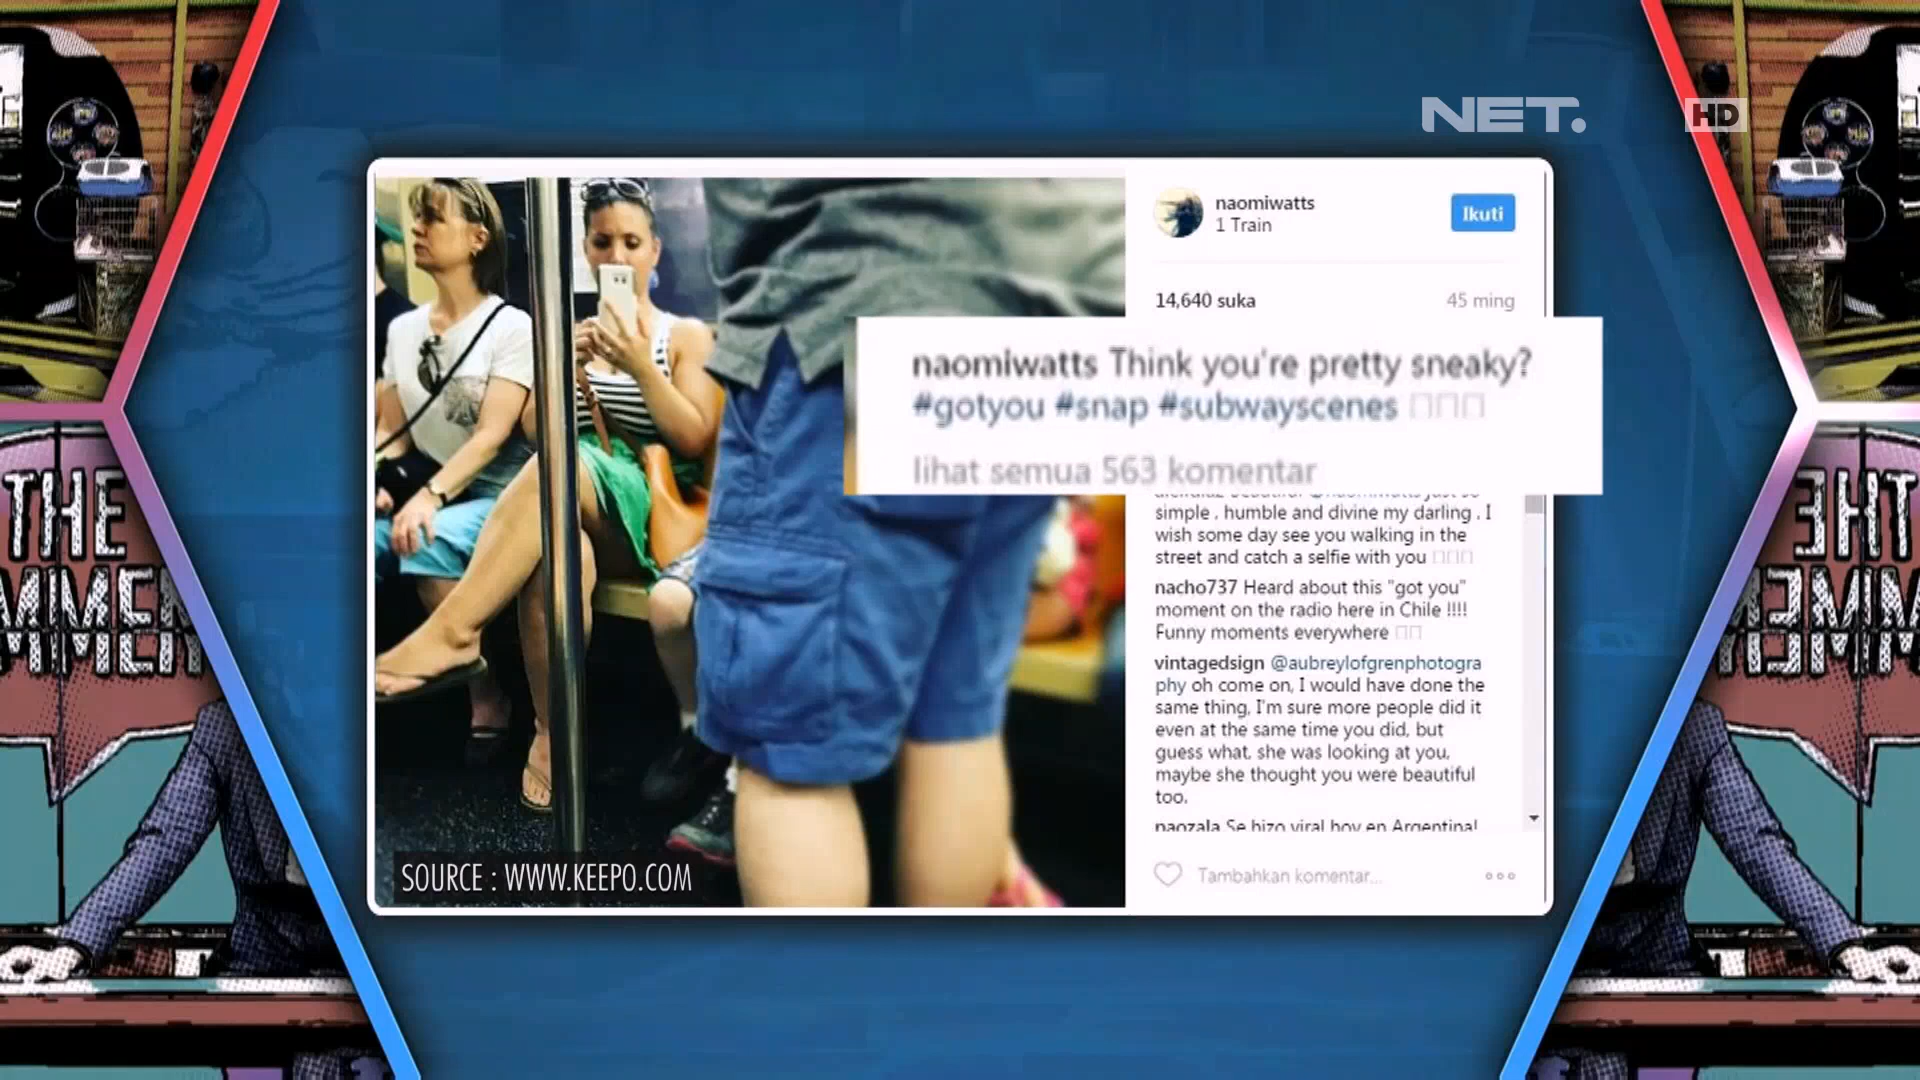 NET.
HD
naomiwatts
1 Train
Ikuti
14,640 suka
45 ming
naomiwatts Think you're pretty sneaky?
#gotyou #snap #subwayscenes
lihat semua 563 komentar
simple , humble and divine my darling . I
wish some day see you walking in the
street and catch a selfie with you
nacho737 Heard about this "got you"
moment on the radio here in Chile !!!!
Funny moments everywhere
vintagedsign @aubreylofgrenphotogra
phy oh come on, I would have done the
same thing, I'm sure more people did it
even at the same time you did, but
guess what, she was looking at you,
maybe she thought you were beautiful
too.
naozala Se hizo viral hoy en Argentina!
Tambahkan komentar...
SOURCE : WWW.KEEPO.COM
THE
THE